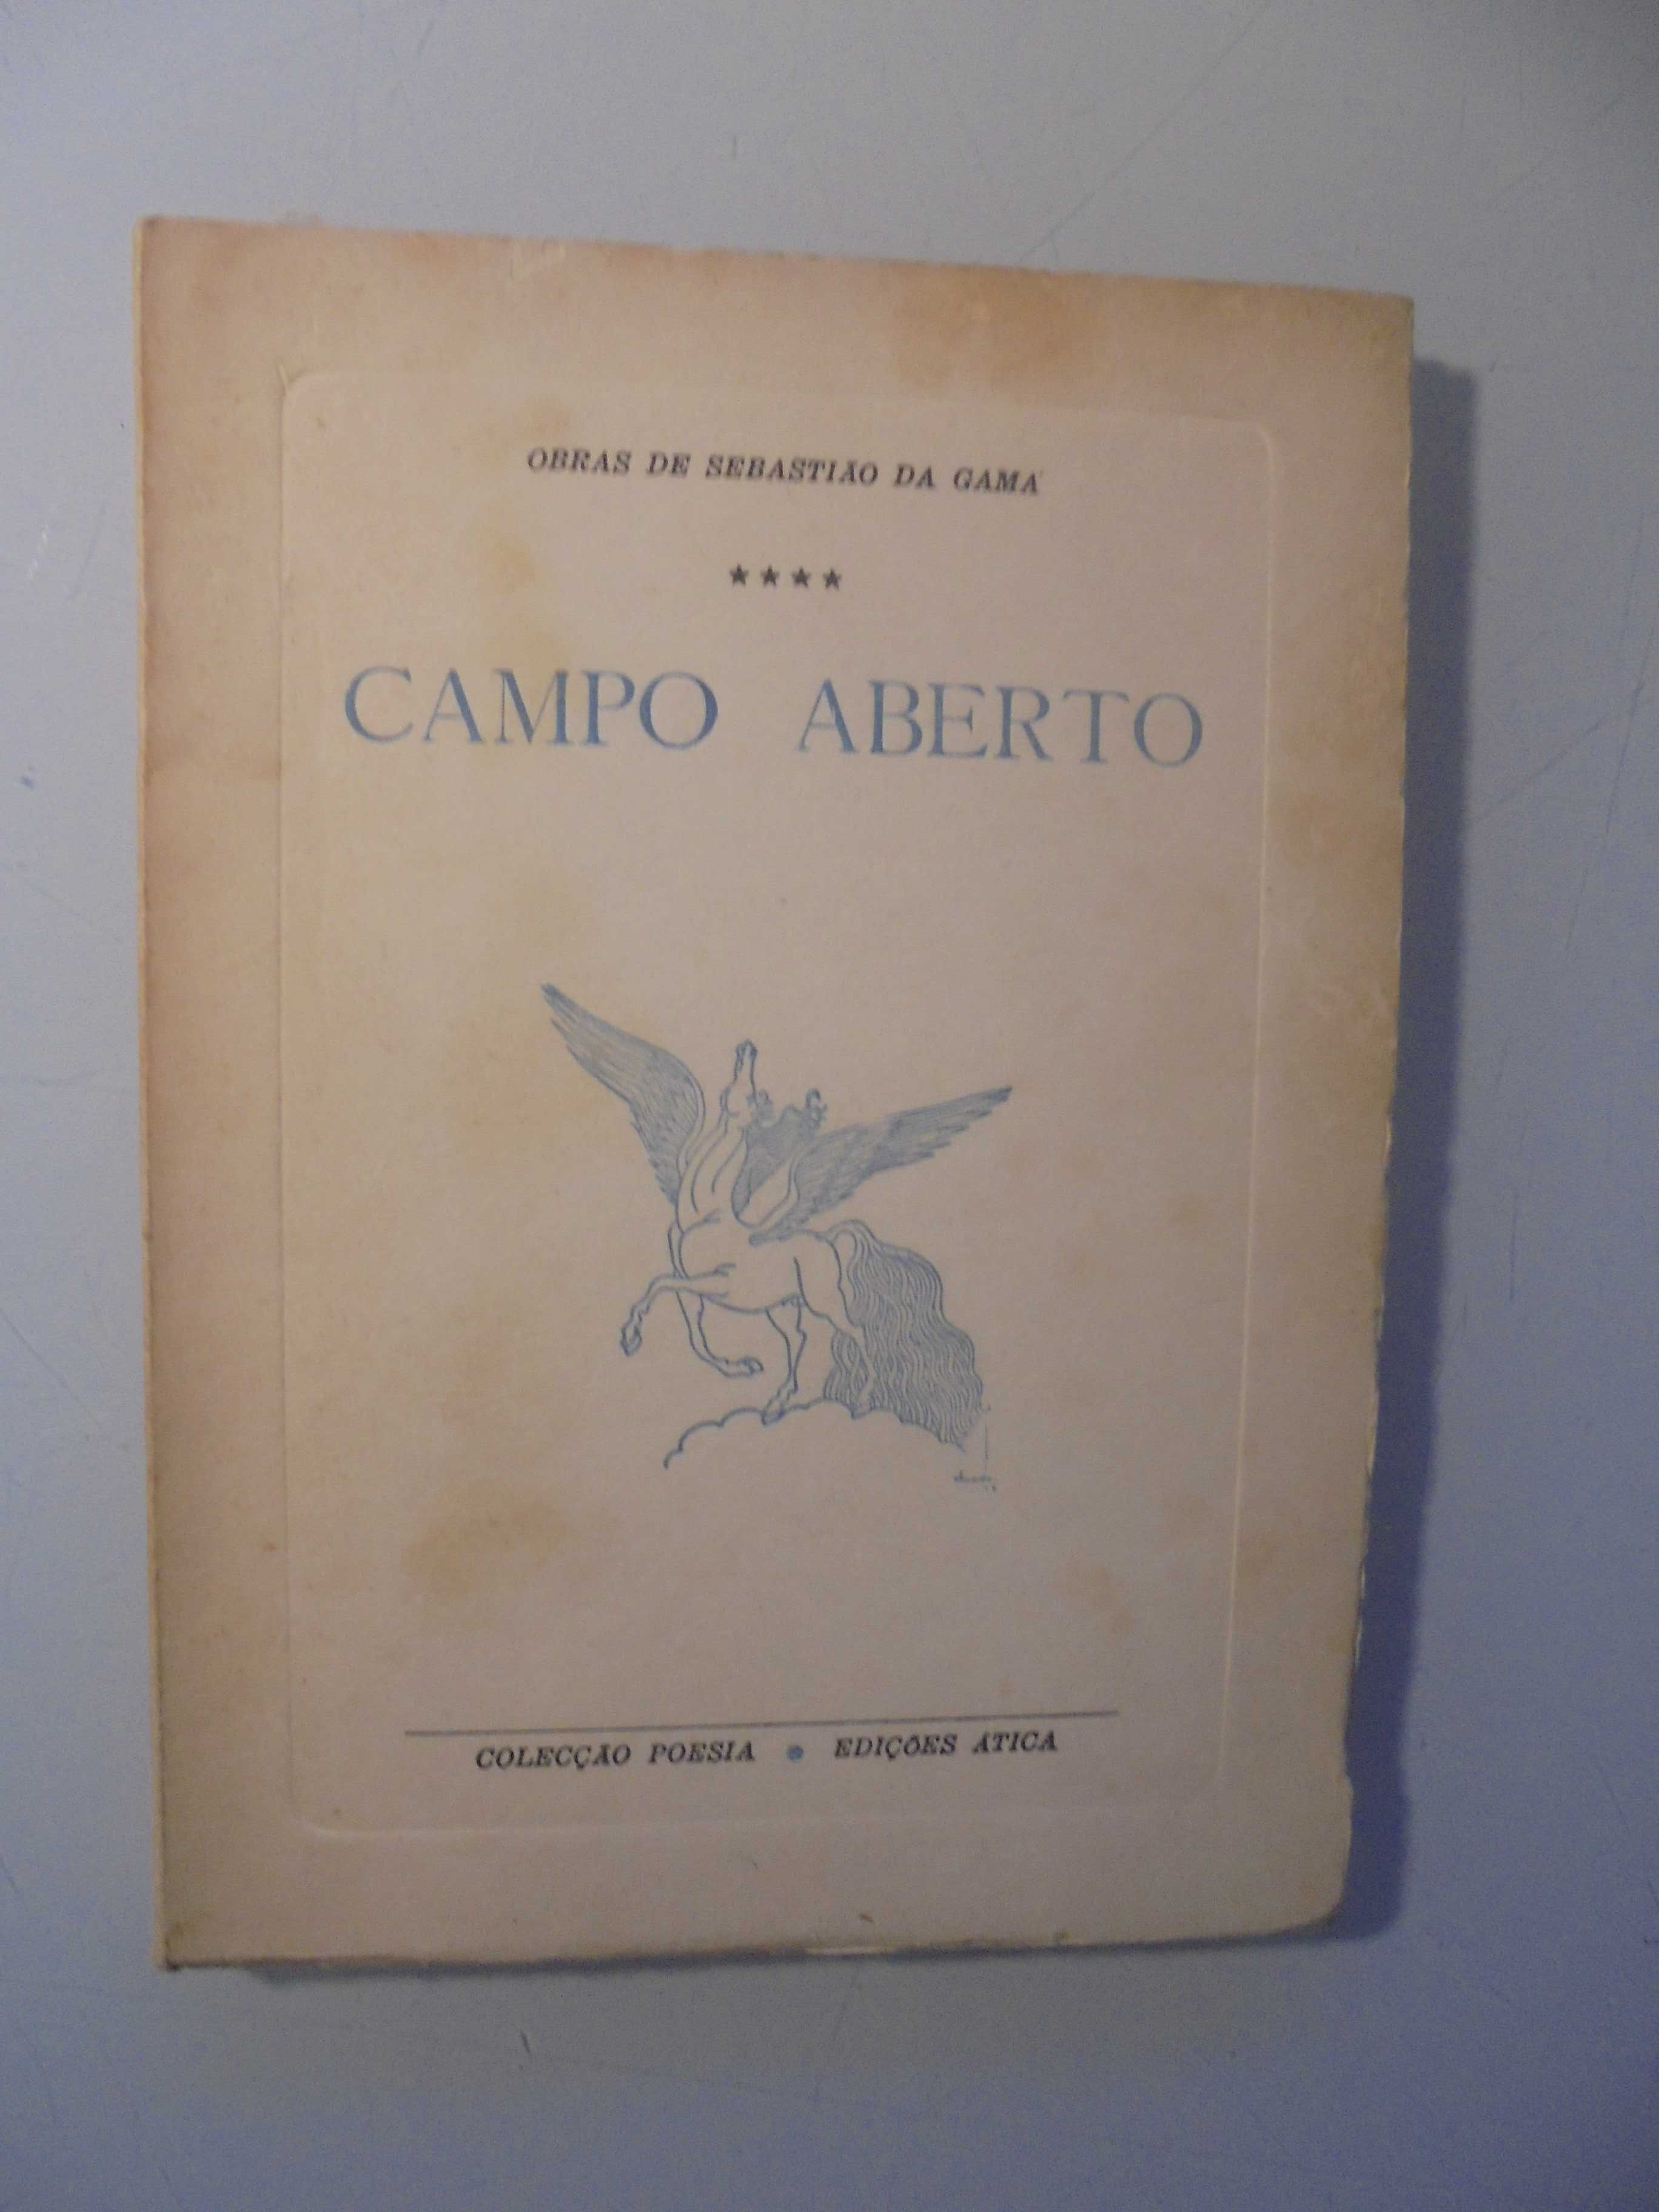 OBRAS DE SEBASTIÃO DA GAMA
★★★★
CAMPO ABERTO
COLECÇÃO POESIA • EDIÇÕES ÁTICA